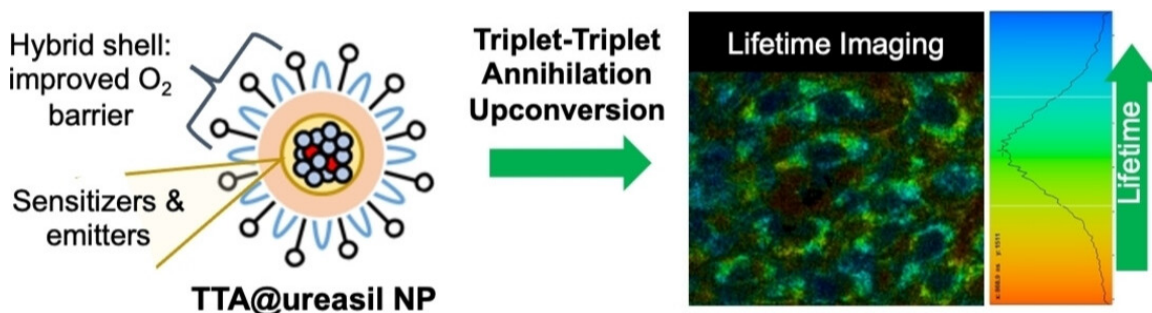 Hybrid shell:
improved O₂
barrier
Sensitizers &
emitters
TTA@ureasil NP
Triplet-Triplet
Annihilation
Upconversion
Lifetime Imaging
Lifetime